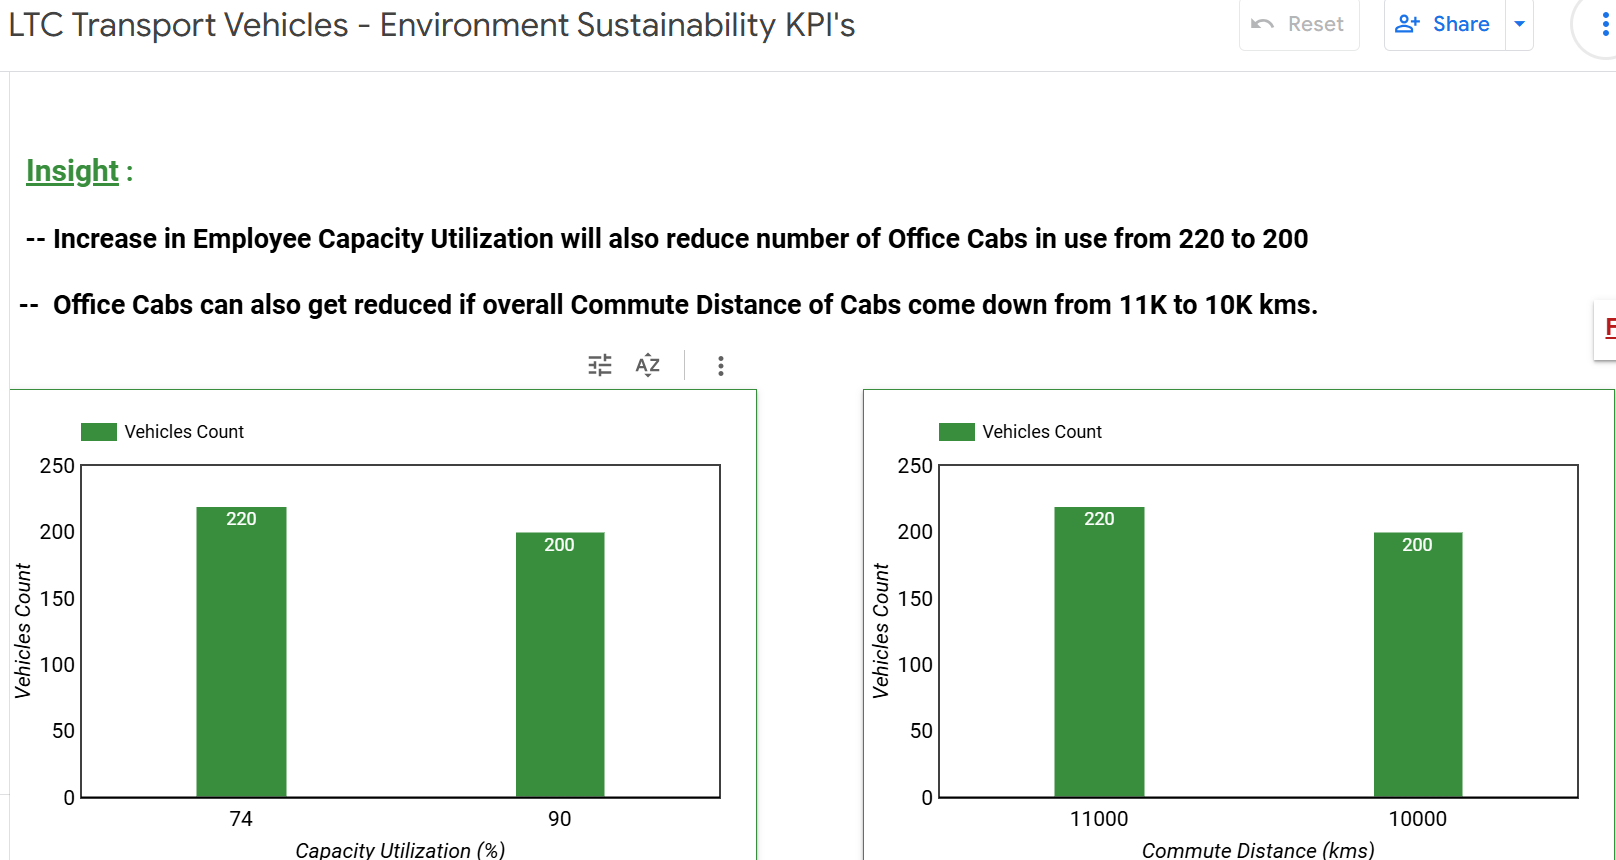 LTC Transport Vehicles - Environment Sustainability KPI's
Reset
Share
Insight :
-- Increase in Employee Capacity Utilization will also reduce number of Office Cabs in use from 220 to 200
-- Office Cabs can also get reduced if overall Commute Distance of Cabs come down from 11K to 10K kms.
F
AZ
Vehicles Count
250
200
150
100
50
0
Vehicles Count
220
200
74
90
Capacity Utilization (%)
Vehicles Count
250
200
150
100
50
0
Vehicles Count
220
200
11000
10000
Commute Distance (kms)